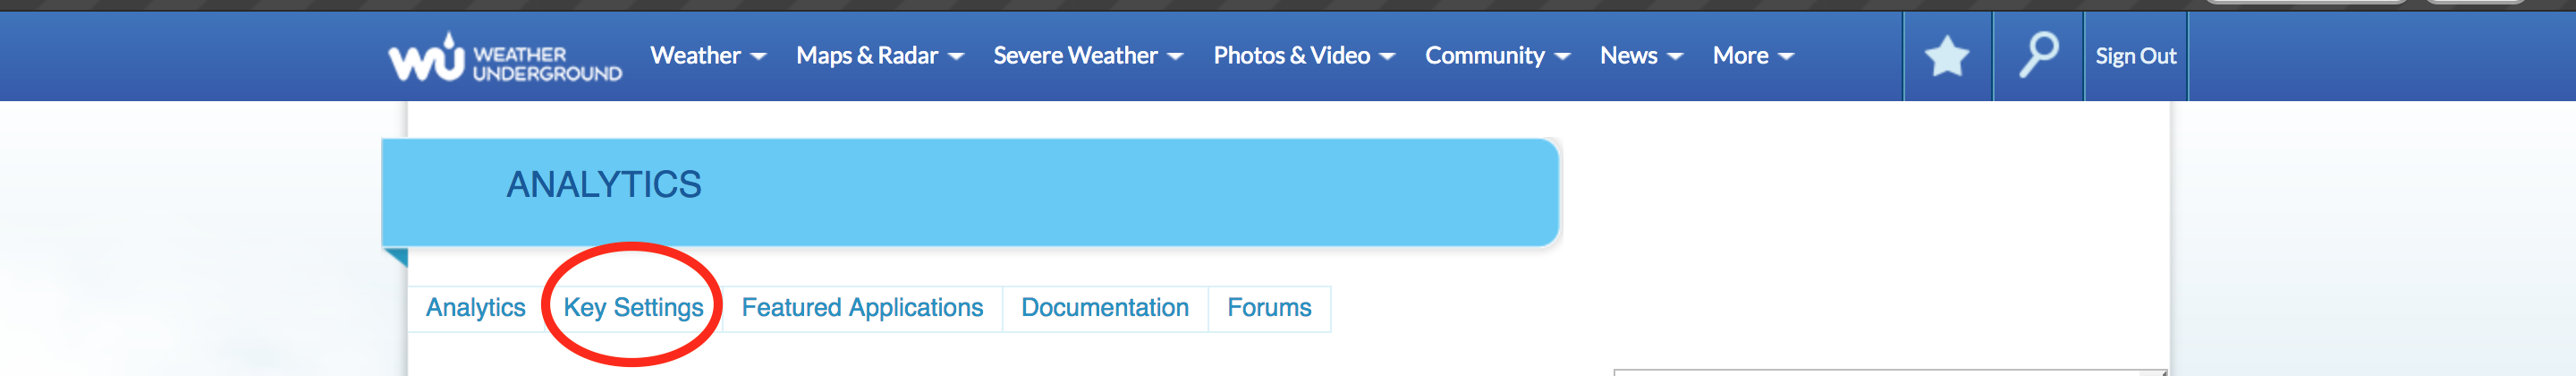 WU WEATHER UNDERGROUND Weather Maps & Radar Severe Weather Photos & Video Community News More Sign Out
ANALYTICS
Analytics Key Settings Featured Applications Documentation Forums